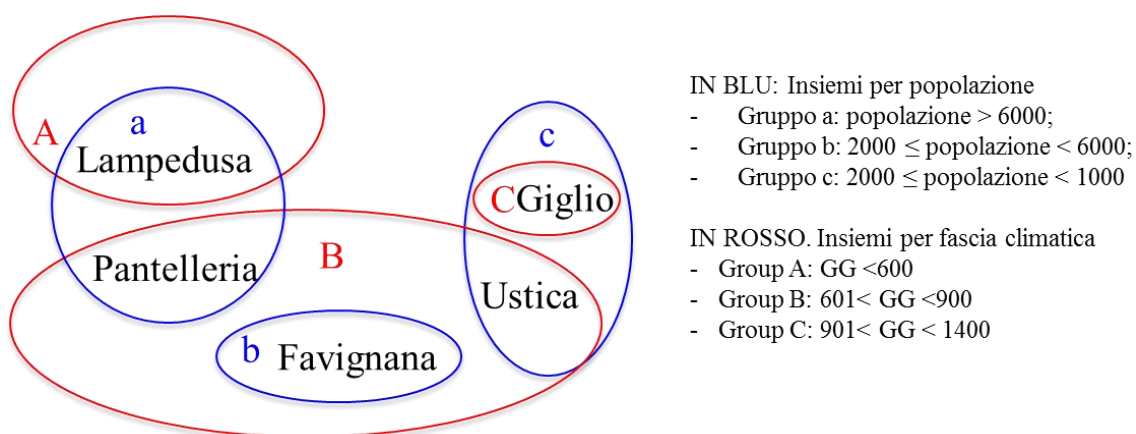 A
a
Lampedusa
Pantelleria
B
b
Favignana
c
CGiglio
Ustica
IN BLU: Insiemi per popolazione
- Gruppo a: popolazione > 6000;
- Gruppo b: 2000 ≤ popolazione < 6000;
- Gruppo c: 2000 ≤ popolazione < 1000
IN ROSSO. Insiemi per fascia climatica
- Group A: GG <600
- Group B: 601< GG <900
- Group C: 901< GG < 1400